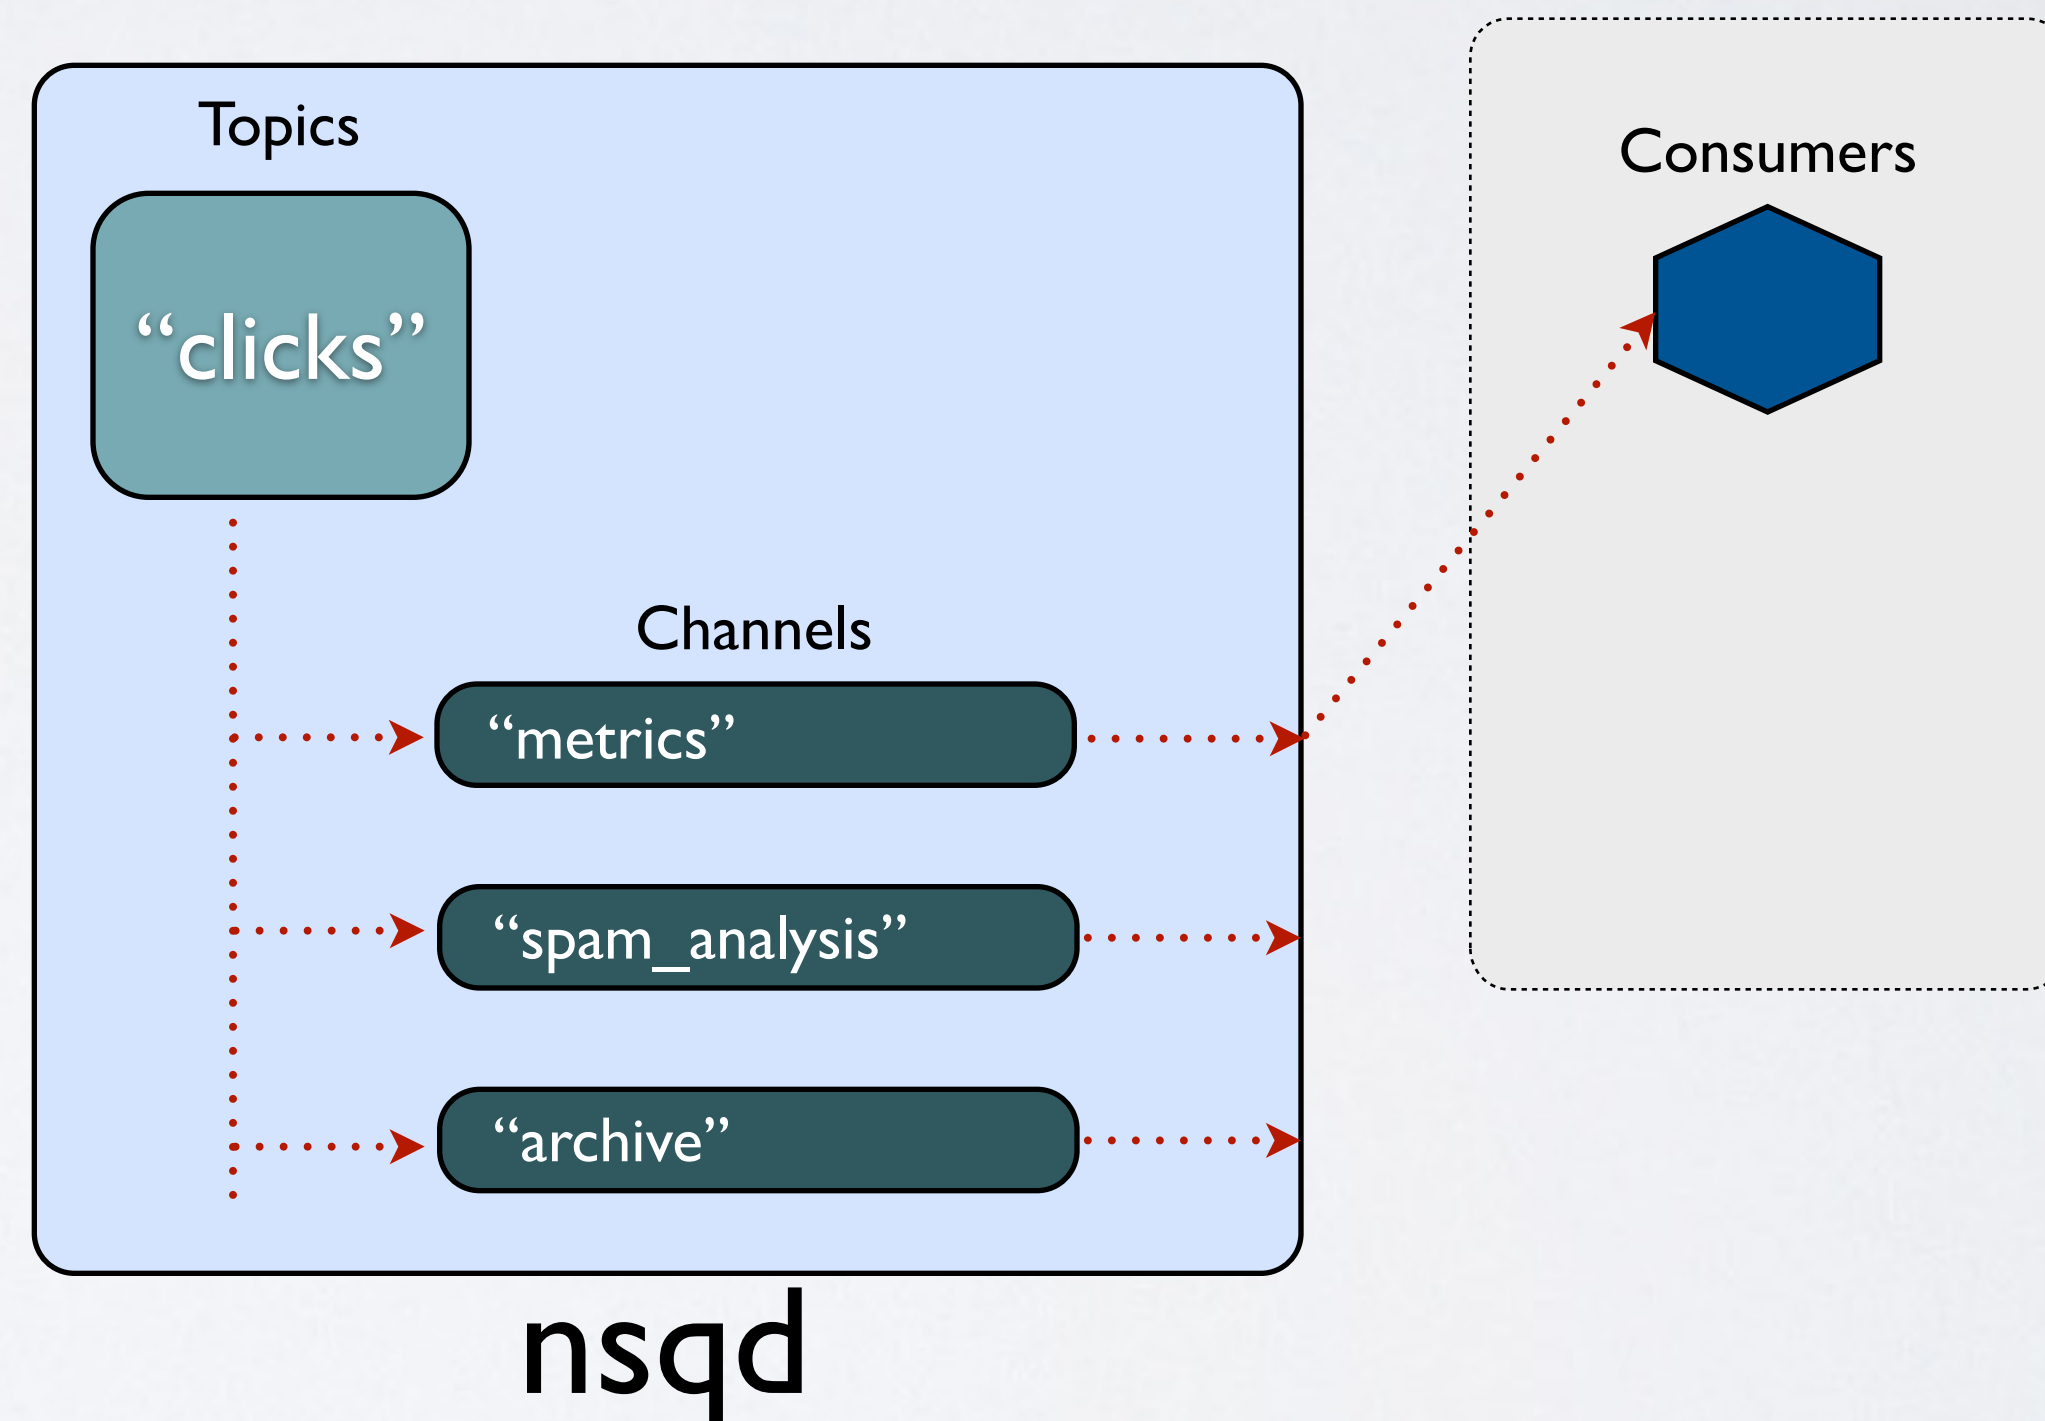 Topics
Consumers
“clicks”
Channels
“metrics”
“spam_analysis”
“archive”
nsqd